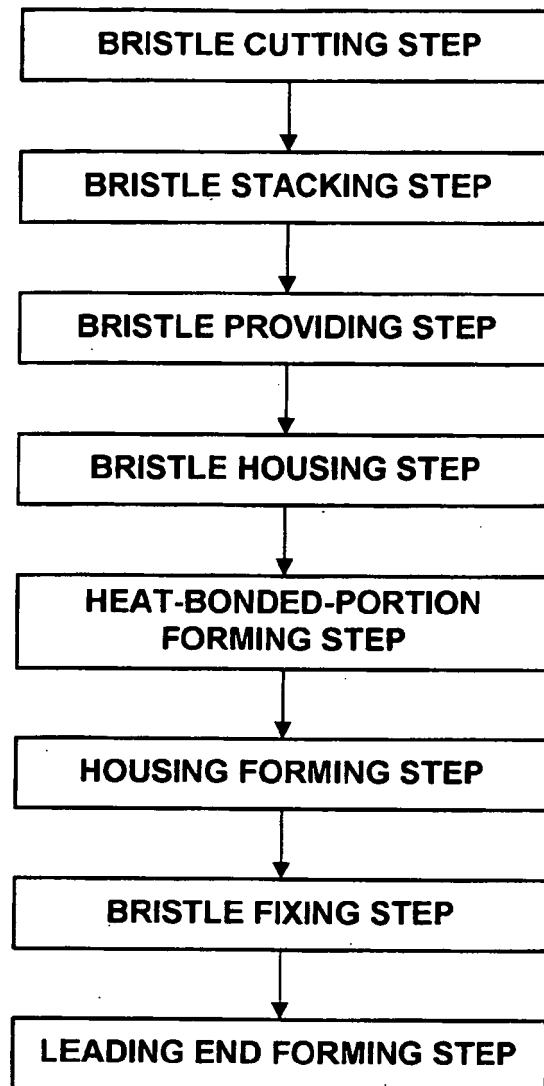 BRISTLE CUTTING STEP
BRISTLE STACKING STEP
BRISTLE PROVIDING STEP
BRISTLE HOUSING STEP
HEAT-BONDED-PORTION
FORMING STEP
HOUSING FORMING STEP
BRISTLE FIXING STEP
LEADING END FORMING STEP